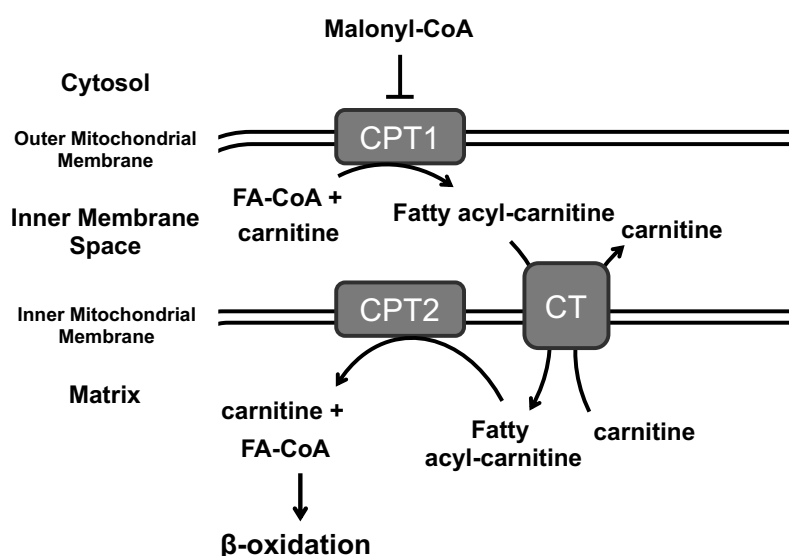 Malonyl-CoA
Cytosol
CPT1
Outer Mitochondrial
Membrane
FA-CoA +
carnitine
Fatty acyl-carnitine
carnitine
Inner Membrane
Space
CPT2
CT
Inner Mitochondrial
Membrane
Matrix
carnitine +
FA-CoA
Fatty
acyl-carnitine
carnitine
β-oxidation